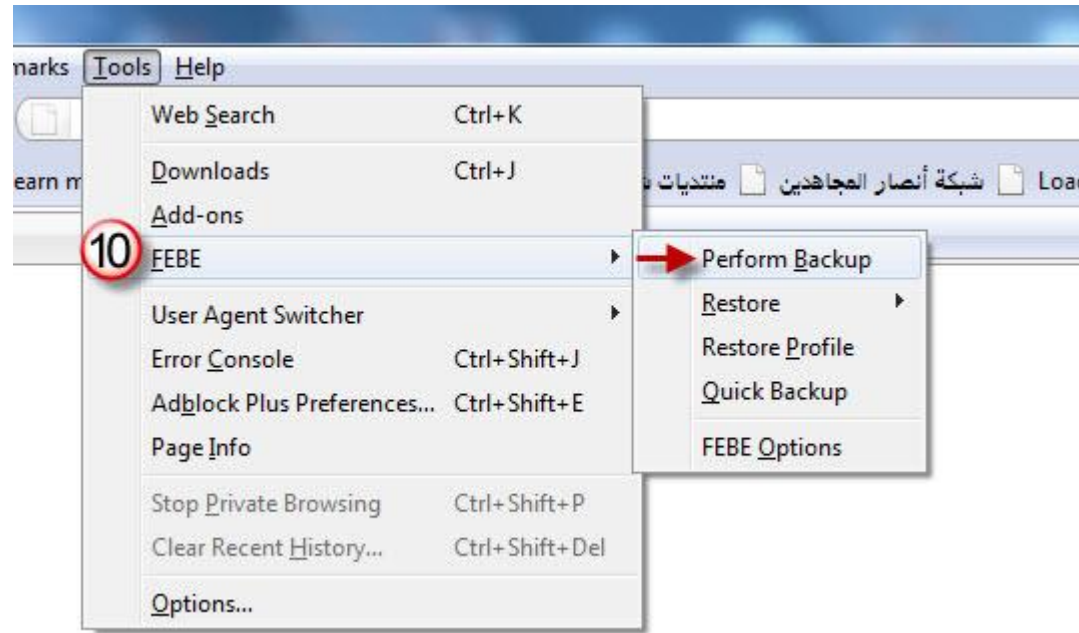 marks Tools Help
Web Search Ctrl+K
earn m
Downloads Ctrl+J
منتديات ش شبكة أنصار المجاهدين Load
Add-ons
10 FEBE
Perform Backup
User Agent Switcher
Restore
Error Console Ctrl+Shift+J
Restore Profile
Adblock Plus Preferences... Ctrl+Shift+E
Quick Backup
Page Info
FEBE Options
Stop Private Browsing Ctrl+Shift+P
Clear Recent History... Ctrl+Shift+Del
Options...